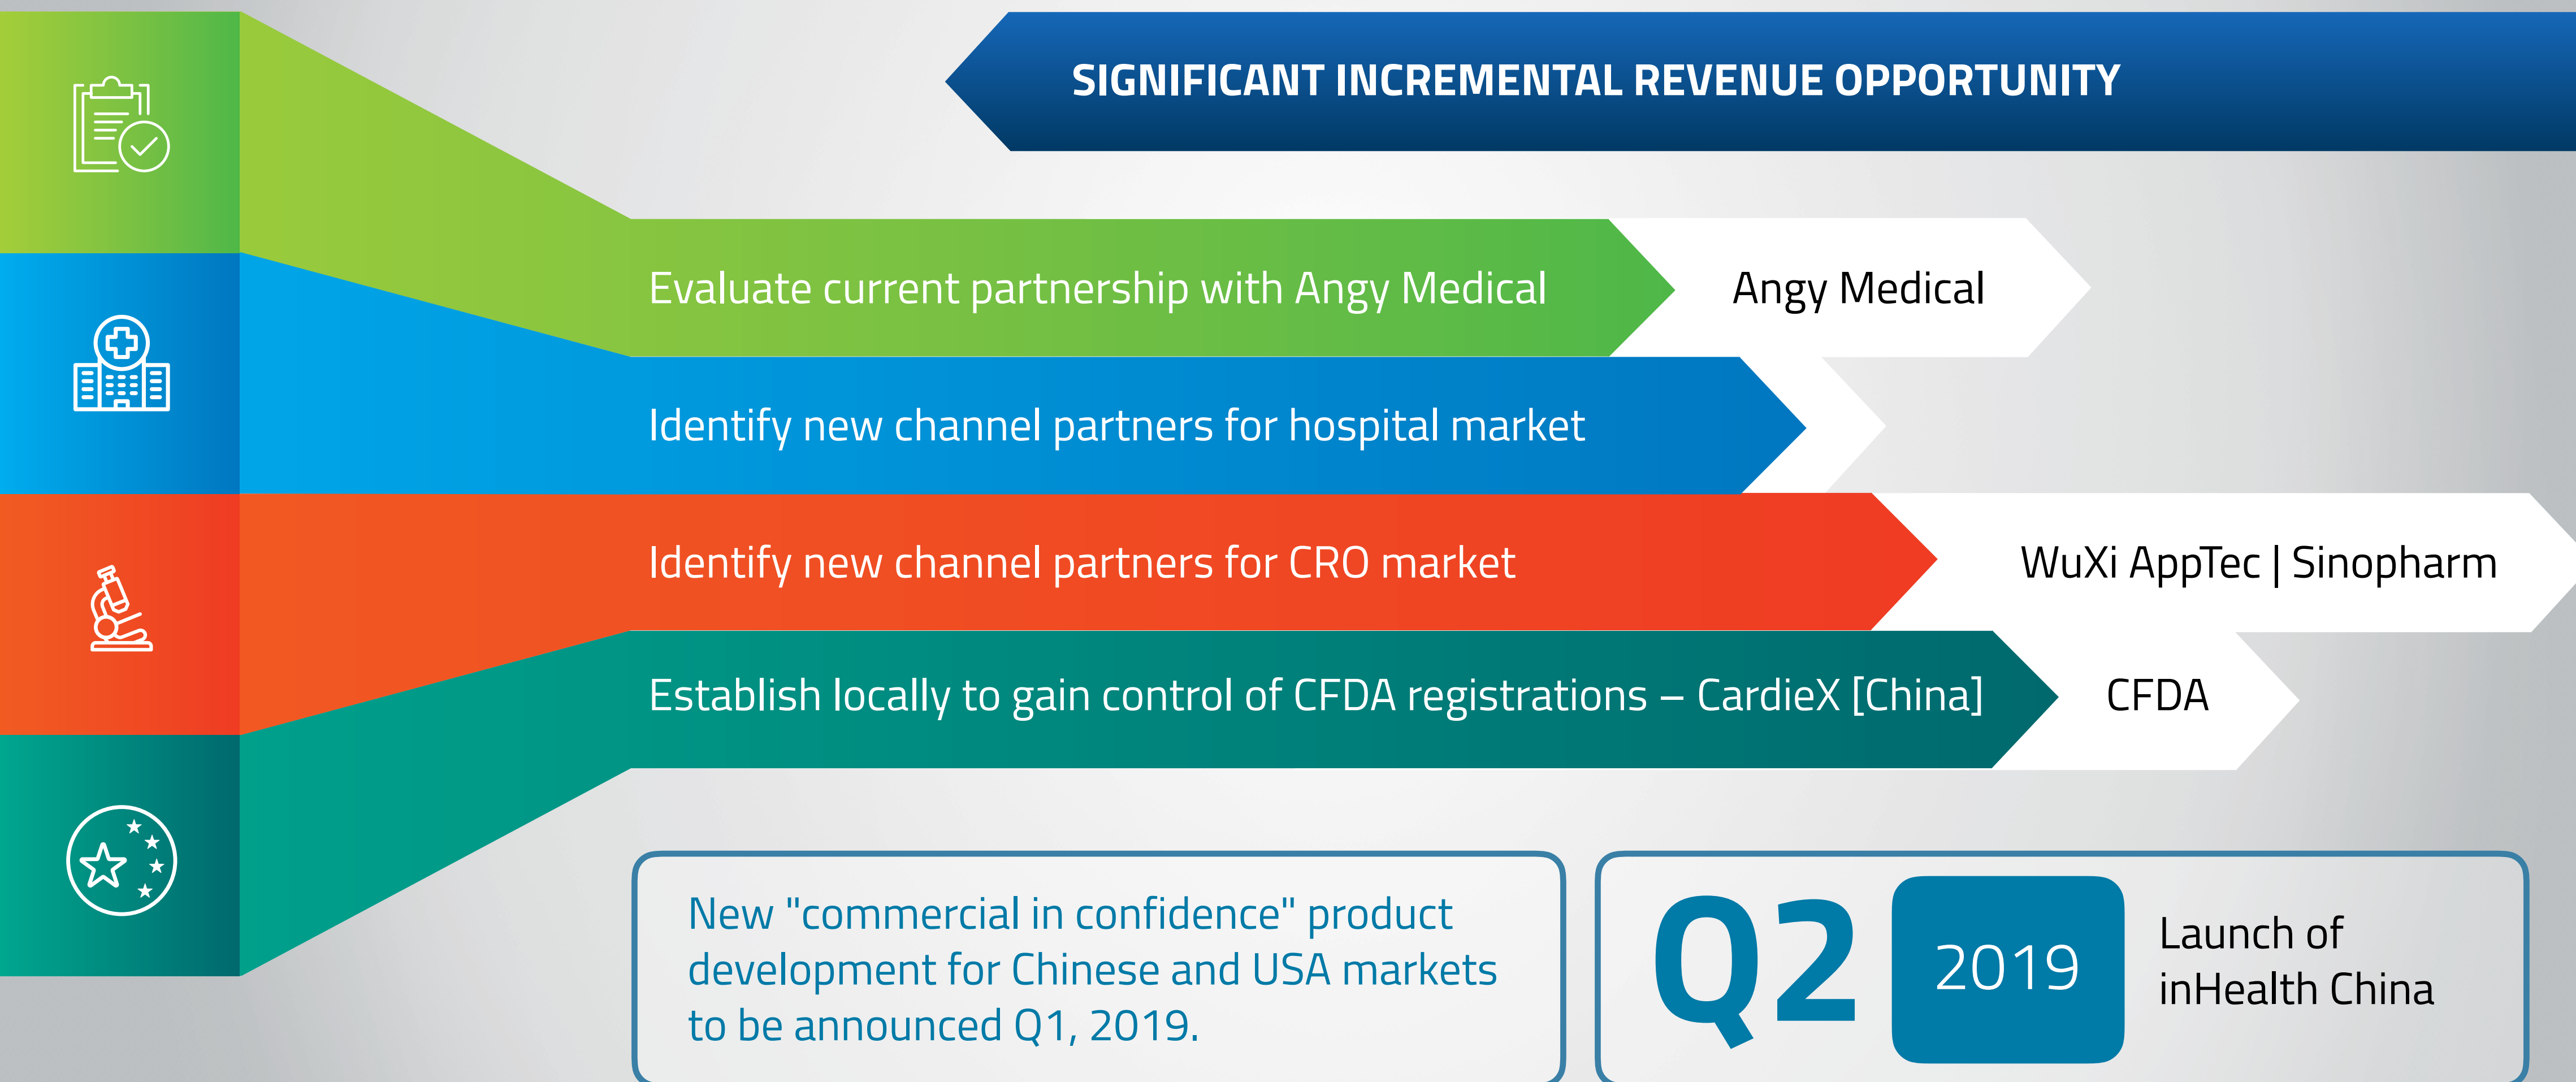 SIGNIFICANT INCREMENTAL REVENUE OPPORTUNITY
Evaluate current partnership with Angy Medical
Angy Medical
Identify new channel partners for hospital market
Identify new channel partners for CRO market
WuXi AppTec | Sinopharm
Establish locally to gain control of CFDA registrations – CardieX [China]
CFDA
New "commercial in confidence" product
development for Chinese and USA markets
to be announced Q1, 2019.
Q2
2019
Launch of
inHealth China